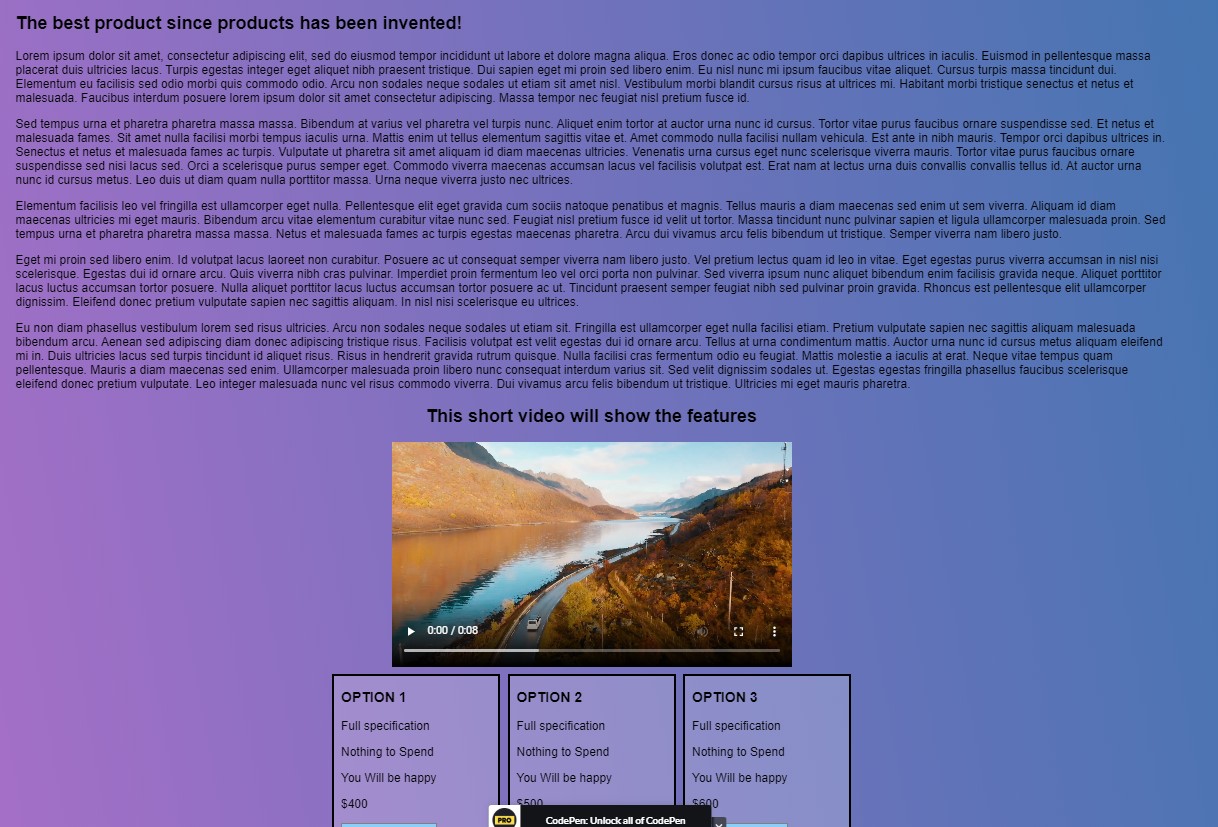 The best product since products has been invented!
Lorem ipsum dolor sit amet, consectetur adipiscing elit, sed do eiusmod tempor incididunt ut labore et dolore magna aliqua. Eros donec ac odio tempor orci dapibus ultrices in iaculis. Euismod in pellentesque massa
placerat duis ultricies lacus. Turpis egestas integer eget aliquet nibh praesent tristique. Dui sapien eget mi proin sed libero enim. Eu nisl nunc mi ipsum faucibus vitae aliquet. Cursus turpis massa tincidunt dui.
Elementum eu facilisis sed odio morbi quis commodo odio. Arcu non sodales neque sodales ut etiam sit amet nisl. Vestibulum morbi blandit cursus risus at ultrices mi. Habitant morbi tristique senectus et netus et
malesuada. Faucibus interdum posuere lorem ipsum dolor sit amet consectetur adipiscing. Massa tempor nec feugiat nisl pretium fusce id.
Sed tempus urna et pharetra pharetra massa massa. Bibendum at varius vel pharetra vel turpis nunc. Aliquet enim tortor at auctor urna nunc id cursus. Tortor vitae purus faucibus ornare suspendisse sed. Et netus et
malesuada fames. Sit amet nulla facilisi morbi tempus iaculis urna. Mattis enim ut tellus elementum sagittis vitae et. Amet commodo nulla facilisi nullam vehicula. Est ante in nibh mauris. Tempor orci dapibus ultrices in.
Senectus et netus et malesuada fames ac turpis. Vulputate ut pharetra sit amet aliquam id diam maecenas ultricies. Venenatis urna cursus eget nunc scelerisque viverra mauris. Tortor vitae purus faucibus ornare
suspendisse sed nisi lacus sed. Orci a scelerisque purus semper eget. Commodo viverra maecenas accumsan lacus vel facilisis volutpat est. Erat nam at lectus urna duis convallis convallis tellus id. At auctor urna
nunc id cursus metus. Leo duis ut diam quam nulla porttitor massa. Urna neque viverra justo nec ultrices.
Elementum facilisis leo vel fringilla est ullamcorper eget nulla. Pellentesque elit eget gravida cum sociis natoque penatibus et magnis. Tellus mauris a diam maecenas sed enim ut sem viverra. Aliquam id diam
maecenas ultricies mi eget mauris. Bibendum arcu vitae elementum curabitur vitae nunc sed. Feugiat nisl pretium fusce id velit ut tortor. Massa tincidunt nunc pulvinar sapien et ligula ullamcorper malesuada proin. Sed
tempus urna et pharetra pharetra massa massa. Netus et malesuada fames ac turpis egestas maecenas pharetra. Arcu dui vivamus arcu felis bibendum ut tristique. Semper viverra nam libero justo.
Eget mi proin sed libero enim. Id volutpat lacus laoreet non curabitur. Posuere ac ut consequat semper viverra nam libero justo. Vel pretium lectus quam id leo in vitae. Eget egestas purus viverra accumsan in nisl nisi
scelerisque. Egestas dui id ornare arcu. Quis viverra nibh cras pulvinar. Imperdiet proin fermentum leo vel orci porta non pulvinar. Sed viverra ipsum nunc aliquet bibendum enim facilisis gravida neque. Aliquet porttitor
lacus luctus accumsan tortor posuere. Nulla aliquet porttitor lacus luctus accumsan tortor posuere ac ut. Tincidunt praesent semper feugiat nibh sed pulvinar proin gravida. Rhoncus est pellentesque elit ullamcorper
dignissim. Eleifend donec pretium vulputate sapien nec sagittis aliquam. In nisl nisi scelerisque eu ultrices.
Eu non diam phasellus vestibulum lorem sed risus ultricies. Arcu non sodales neque sodales ut etiam sit. Fringilla est ullamcorper eget nulla facilisi etiam. Pretium vulputate sapien nec sagittis aliquam malesuada
bibendum arcu. Aenean sed adipiscing diam donec adipiscing tristique risus. Facilisis volutpat est velit egestas dui id ornare arcu. Tellus at urna condimentum mattis. Auctor urna nunc id cursus metus aliquam eleifend
mi in. Duis ultricies lacus sed turpis tincidunt id aliquet risus. Risus in hendrerit gravida rutrum quisque. Nulla facilisi cras fermentum odio eu feugiat. Mattis molestie a iaculis at erat. Neque vitae tempus quam
pellentesque. Mauris a diam maecenas sed enim. Ullamcorper malesuada proin libero nunc consequat interdum varius sit. Sed velit dignissim sodales ut. Egestas egestas fringilla phasellus faucibus scelerisque
eleifend donec pretium vulputate. Leo integer malesuada nunc vel risus commodo viverra. Dui vivamus arcu felis bibendum ut tristique. Ultricies mi eget mauris pharetra.
This short video will show the features
0:00 / 0:08
OPTION 1
Full specification
Nothing to Spend
You Will be happy
$400
OPTION 2
Full specification
Nothing to Spend
You Will be happy
$500
OPTION 3
Full specification
Nothing to Spend
You Will be happy
$600
PRO
CodePen: Unlock all of CodePen